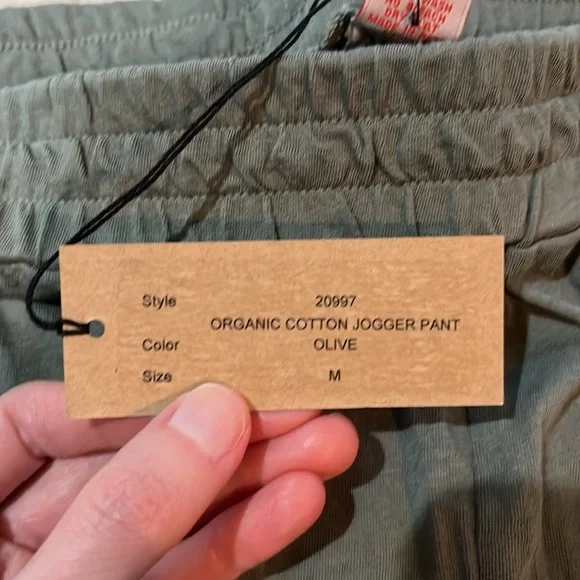 Style 20997
ORGANIC COTTON JOGGER PANT
Color OLIVE
Size M